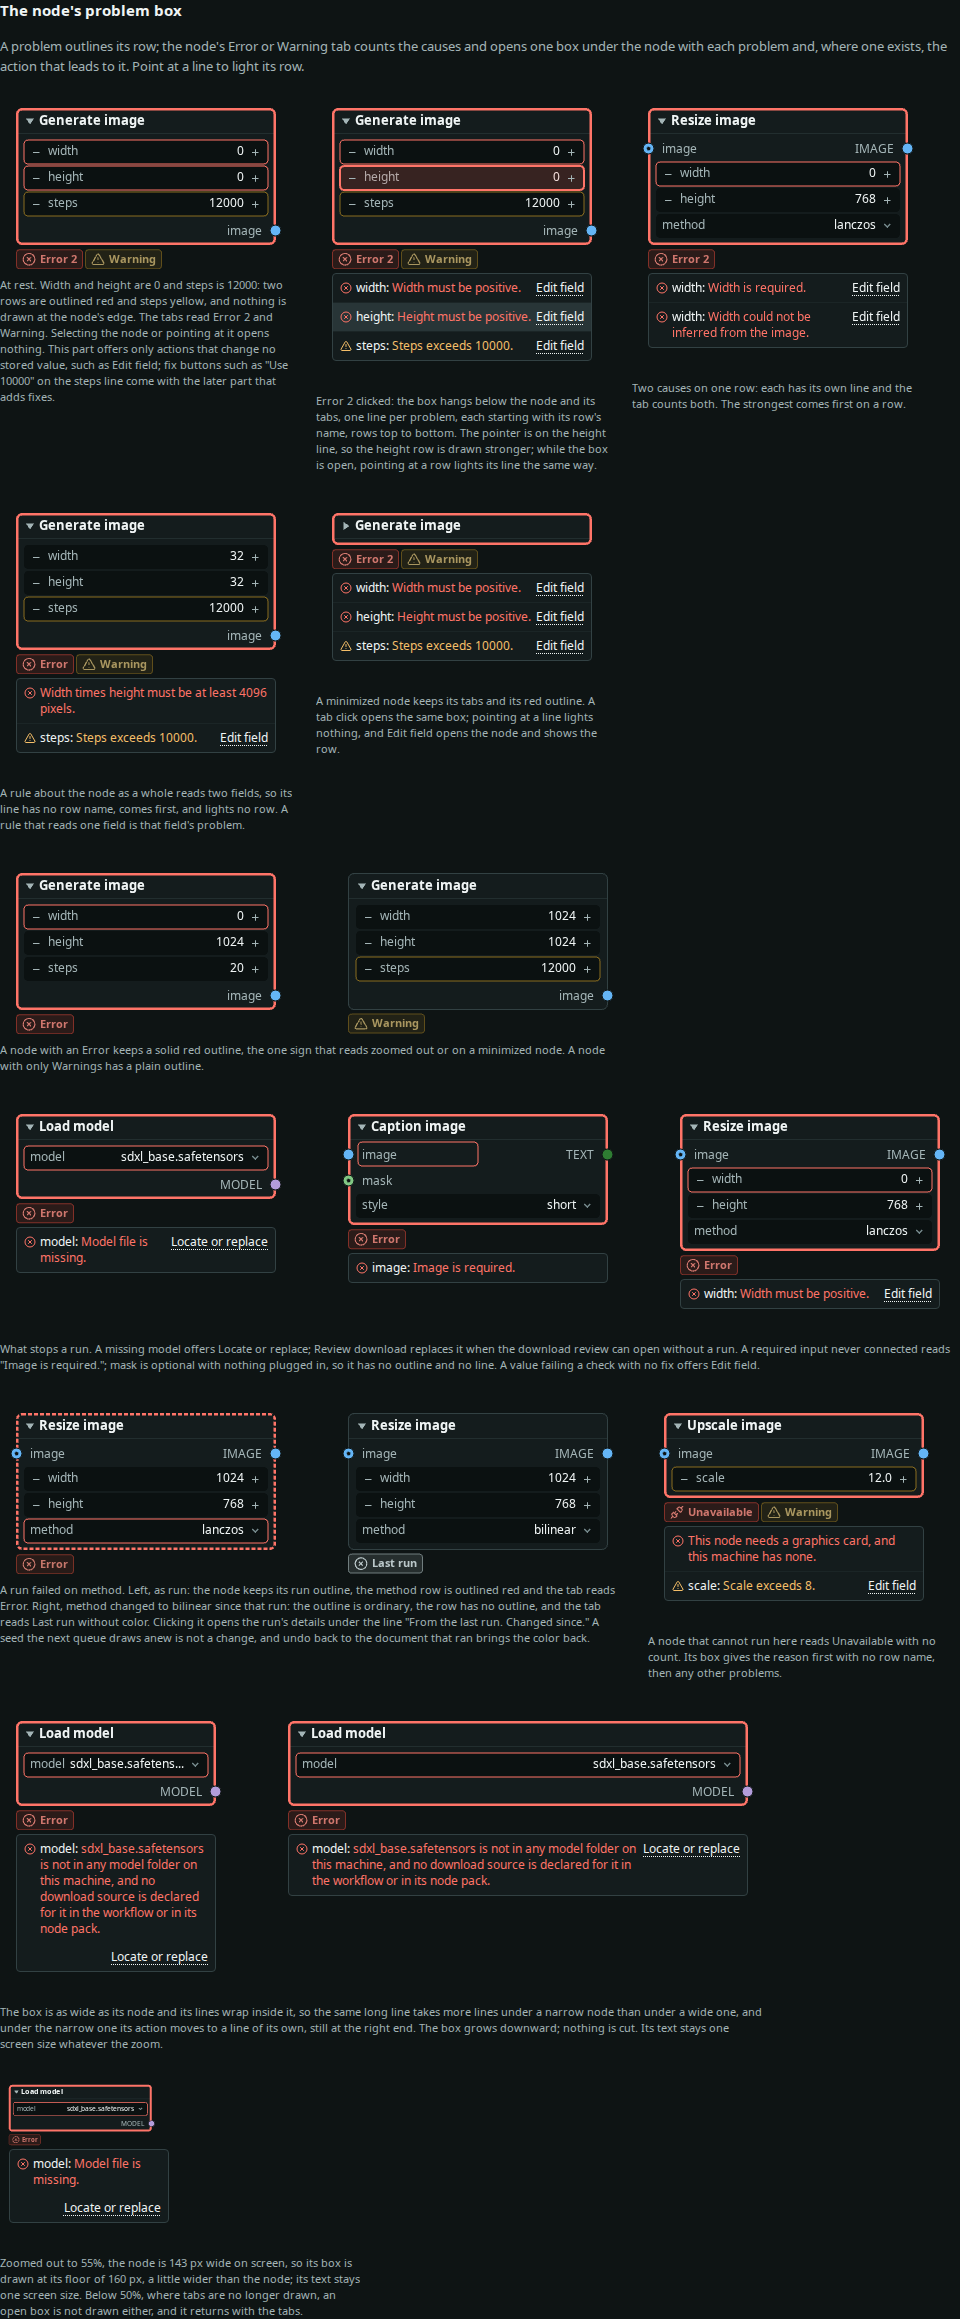 The node's problem box
A problem outlines its row; the node's Error or Warning tab counts the causes and opens one box under the node with each problem and, where one exists, the
action that leads to it. Point at a line to light its row.
Generate image
– width 0 +
– height 0 +
– steps 12000 +
image
Error 2 Warning
At rest. Width and height are 0 and steps is 12000: two
rows are outlined red and steps yellow, and nothing is
drawn at the node's edge. The tabs read Error 2 and
Warning. Selecting the node or pointing at it opens
nothing. This part offers only actions that change no
stored value, such as Edit field; fix buttons such as "Use
10000" on the steps line come with the later part that
adds fixes.
Generate image
– width 0 +
– height 0 +
– steps 12000 +
image
Error 2 Warning
width: Width must be positive. Edit field
height: Height must be positive. Edit field
steps: Steps exceeds 10000. Edit field
Error 2 clicked: the box hangs below the node and its
tabs, one line per problem, each starting with its row's
name, rows top to bottom. The pointer is on the height
line, so the height row is drawn stronger; while the box
is open, pointing at a row lights its line the same way.
Resize image
image IMAGE
– width 0 +
– height 768 +
method lanczos
Error 2
width: Width is required. Edit field
width: Width could not be Edit field
inferred from the image.
Two causes on one row: each has its own line and the
tab counts both. The strongest comes first on a row.
Generate image
– width 32 +
– height 32 +
– steps 12000 +
image
Error Warning
Width times height must be at least 4096
pixels.
steps: Steps exceeds 10000. Edit field
A rule about the node as a whole reads two fields, so its
line has no row name, comes first, and lights no row. A
rule that reads one field is that field's problem.
Generate image
Error 2 Warning
width: Width must be positive. Edit field
height: Height must be positive. Edit field
steps: Steps exceeds 10000. Edit field
A minimized node keeps its tabs and its red outline. A
tab click opens the same box; pointing at a line lights
nothing, and Edit field opens the node and shows the
row.
Generate image
– width 0 +
– height 1024 +
– steps 20 +
image
Error
Generate image
– width 1024 +
– height 1024 +
– steps 12000 +
image
Warning
A node with an Error keeps a solid red outline, the one sign that reads zoomed out or on a minimized node. A node
with only Warnings has a plain outline.
Load model
model sdxl_base.safetensors
MODEL
Error
model: Model file is Locate or replace
missing.
Caption image
image TEXT
mask
style short
Error
image: Image is required.
Resize image
image IMAGE
– width 0 +
– height 768 +
method lanczos
Error
width: Width must be positive. Edit field
What stops a run. A missing model offers Locate or replace; Review download replaces it when the download review can open without a run. A required input never connected reads
"Image is required."; mask is optional with nothing plugged in, so it has no outline and no line. A value failing a check with no fix offers Edit field.
Resize image
image IMAGE
– width 1024 +
– height 768 +
method lanczos
Error
Resize image
image IMAGE
– width 1024 +
– height 768 +
method bilinear
Last run
A run failed on method. Left, as run: the node keeps its run outline, the method row is outlined red and the tab reads
Error. Right, method changed to bilinear since that run: the outline is ordinary, the row has no outline, and the tab
reads Last run without color. Clicking it opens the run's details under the line "From the last run. Changed since." A
seed the next queue draws anew is not a change, and undo back to the document that ran brings the color back.
Upscale image
image IMAGE
– scale 12.0 +
Unavailable Warning
This node needs a graphics card, and
this machine has none.
scale: Scale exceeds 8. Edit field
A node that cannot run here reads Unavailable with no
count. Its box gives the reason first with no row name,
then any other problems.
Load model
model sdxl_base.safetens...
MODEL
Error
model: sdxl_base.safetensors
is not in any model folder on
this machine, and no
download source is declared
for it in the workflow or in its
node pack.
Locate or replace
Load model
model sdxl_base.safetensors
MODEL
Error
model: sdxl_base.safetensors is not in any model folder on Locate or replace
this machine, and no download source is declared for it in
the workflow or in its node pack.
The box is as wide as its node and its lines wrap inside it, so the same long line takes more lines under a narrow node than under a wide one, and
under the narrow one its action moves to a line of its own, still at the right end. The box grows downward; nothing is cut. Its text stays one
screen size whatever the zoom.
Load model
model sdxl_base.safetensors
MODEL
Error
model: Model file is
missing.
Locate or replace
Zoomed out to 55%, the node is 143 px wide on screen, so its box is
drawn at its floor of 160 px, a little wider than the node; its text stays
one screen size. Below 50%, where tabs are no longer drawn, an
open box is not drawn either, and it returns with the tabs.